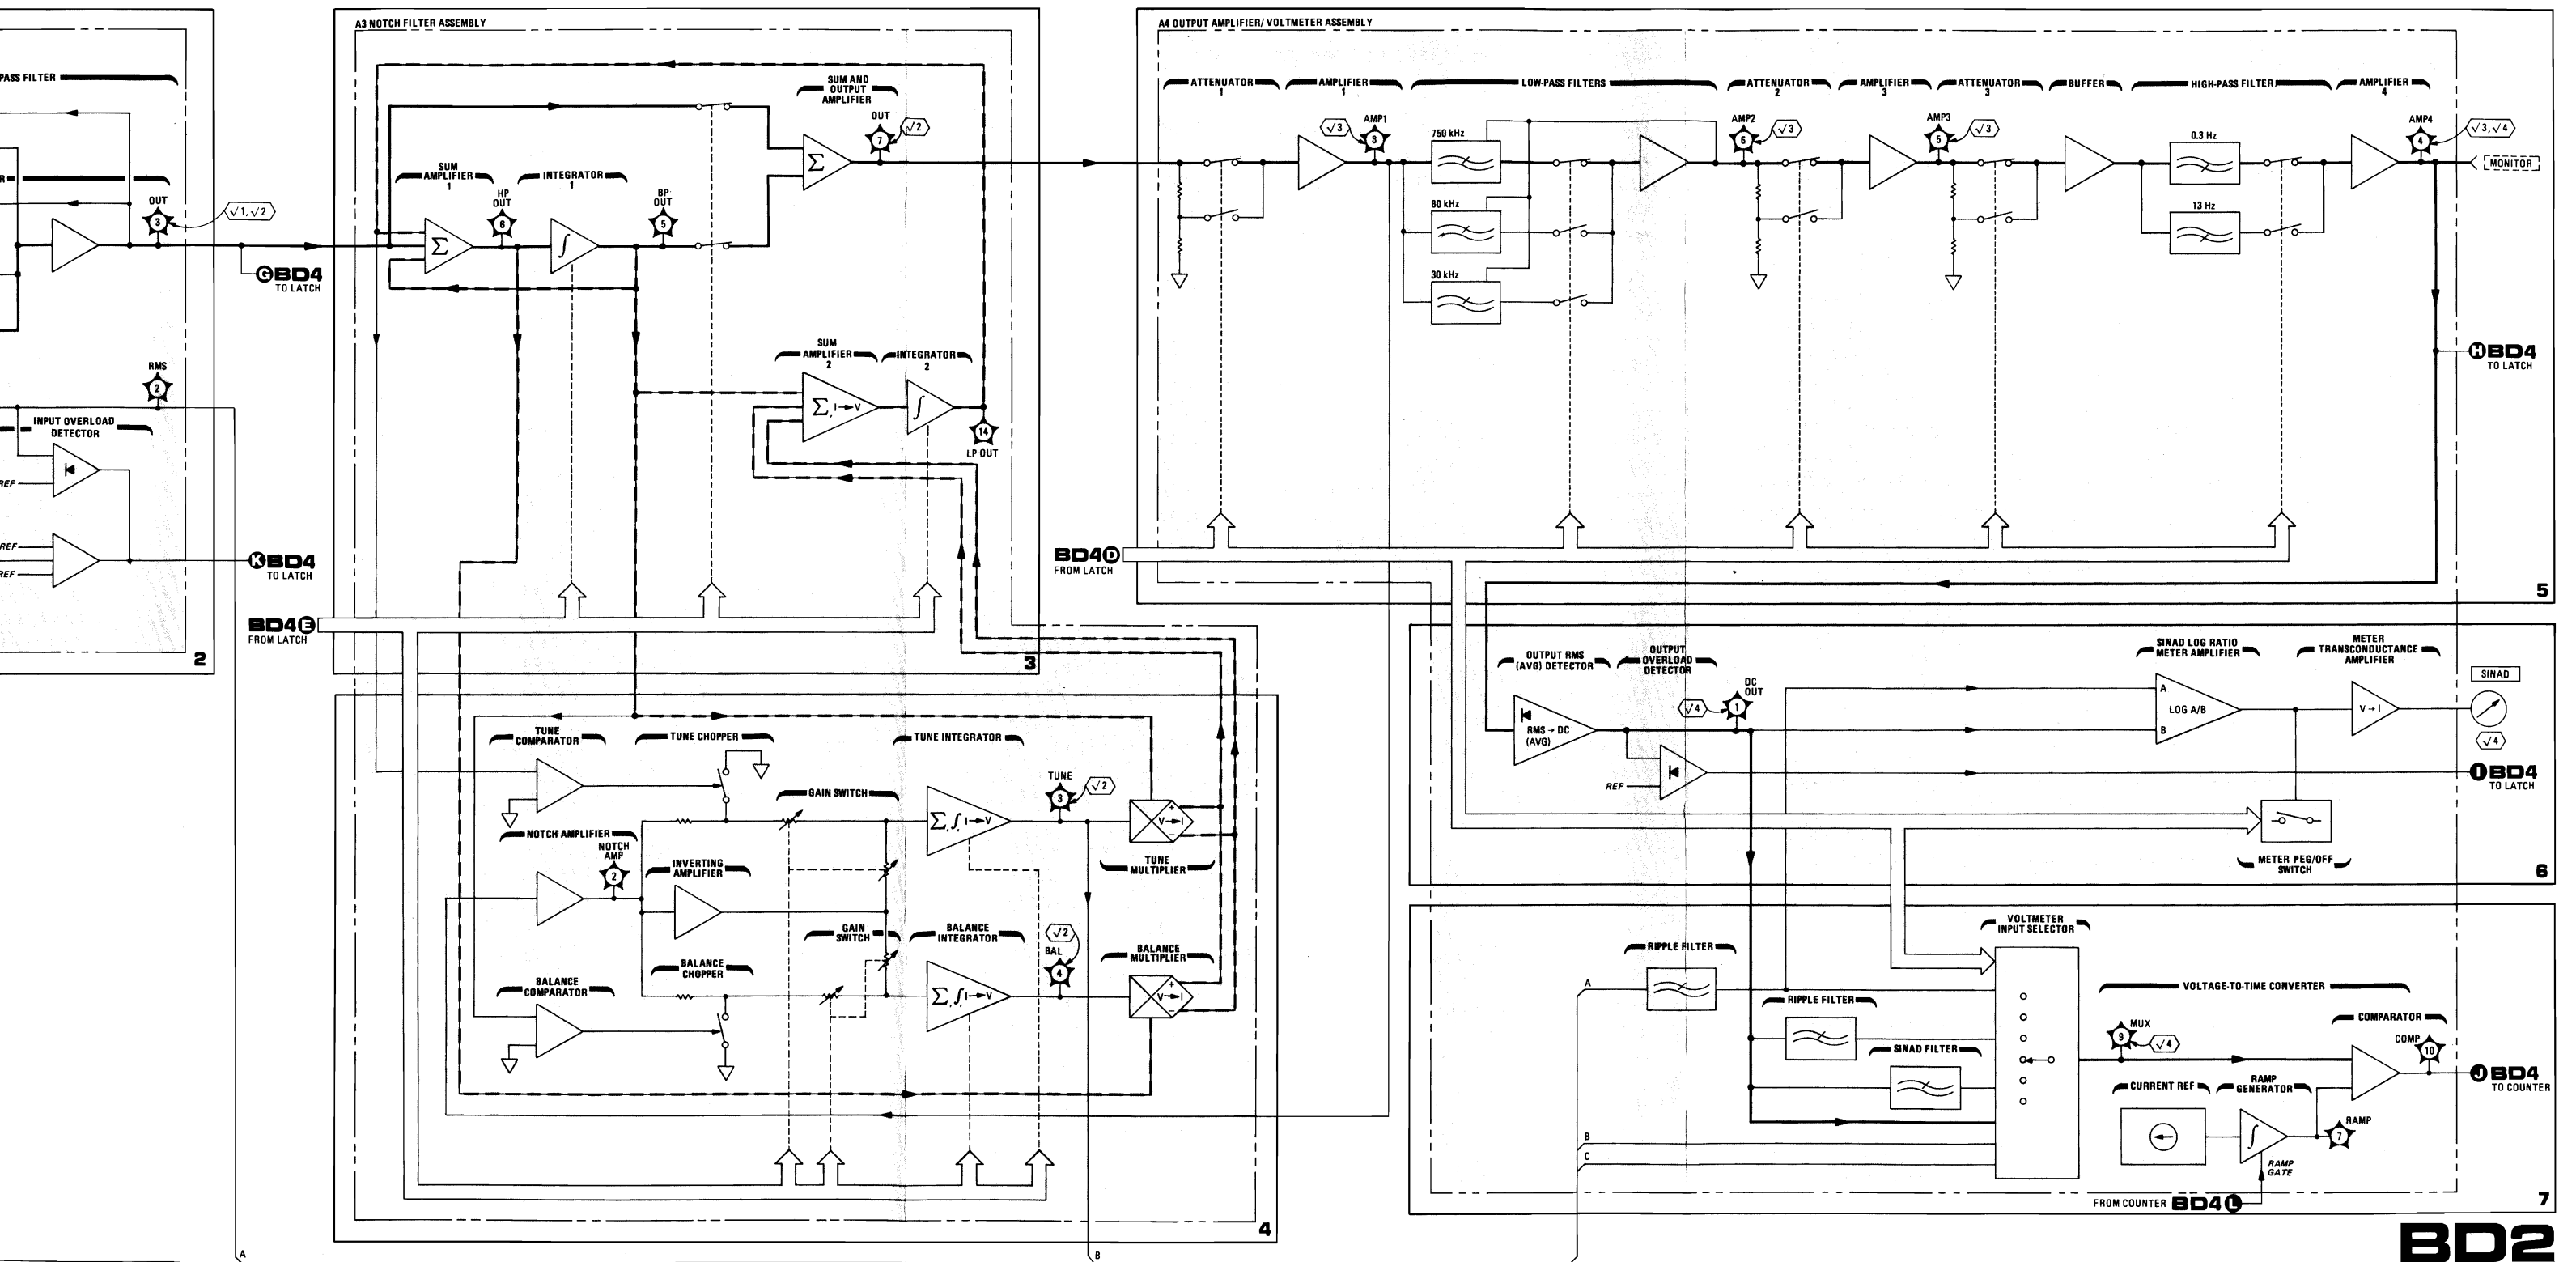 PASS FILTER
R
OUT
3
√1, √2
G BD4
TO LATCH
RMS
2
INPUT OVERLOAD
DETECTOR
REF
REF
REF
K BD4
TO LATCH
2
A
A3 NOTCH FILTER ASSEMBLY
SUM AND
OUTPUT
AMPLIFIER
OUT
7
√2
Σ
SUM
AMPLIFIER
1
HP
OUT
6
INTEGRATOR
1
BP
OUT
5
Σ
∫
SUM
AMPLIFIER
2
INTEGRATOR
2
Σ, I→V
∫
14
LP OUT
BD4 E
FROM LATCH
3
TUNE
COMPARATOR
TUNE CHOPPER
TUNE INTEGRATOR
GAIN SWITCH
TUNE
3
√2
Σ, ∫, I→V
+
V→I
−
TUNE
MULTIPLIER
NOTCH AMPLIFIER
NOTCH
AMP
2
INVERTING
AMPLIFIER
GAIN
SWITCH
BALANCE
INTEGRATOR
√2
BAL
4
BALANCE
MULTIPLIER
BALANCE
CHOPPER
BALANCE
COMPARATOR
Σ, ∫, I→V
+
V→I
−
4
B
A4 OUTPUT AMPLIFIER/VOLTMETER ASSEMBLY
ATTENUATOR
1
AMPLIFIER
1
LOW-PASS FILTERS
ATTENUATOR
2
AMPLIFIER
3
ATTENUATOR
3
BUFFER
HIGH-PASS FILTER
AMPLIFIER
4
√3
AMP1
8
750 kHz
AMP2
6
√3
AMP3
5
√3
0.3 Hz
AMP4
4
√3, √4
MONITOR
80 kHz
13 Hz
30 kHz
H BD4
TO LATCH
BD4 D
FROM LATCH
5
OUTPUT RMS
(AVG) DETECTOR
OUTPUT
OVERLOAD
DETECTOR
SINAD LOG RATIO
METER AMPLIFIER
METER
TRANSCONDUCTANCE
AMPLIFIER
SINAD
√4
DC
OUT
1
RMS → DC
(AVG)
A
LOG A/B
B
V→I
√4
REF
I BD4
TO LATCH
METER PEG/OFF
SWITCH
6
VOLTMETER
INPUT SELECTOR
RIPPLE FILTER
A
RIPPLE FILTER
VOLTAGE-TO-TIME CONVERTER
MUX
9
√4
COMPARATOR
COMP
10
SINAD FILTER
J BD4
TO COUNTER
CURRENT REF
RAMP
GENERATOR
∫
RAMP
7
B
C
RAMP
GATE
FROM COUNTER BD4 L
7
BD2